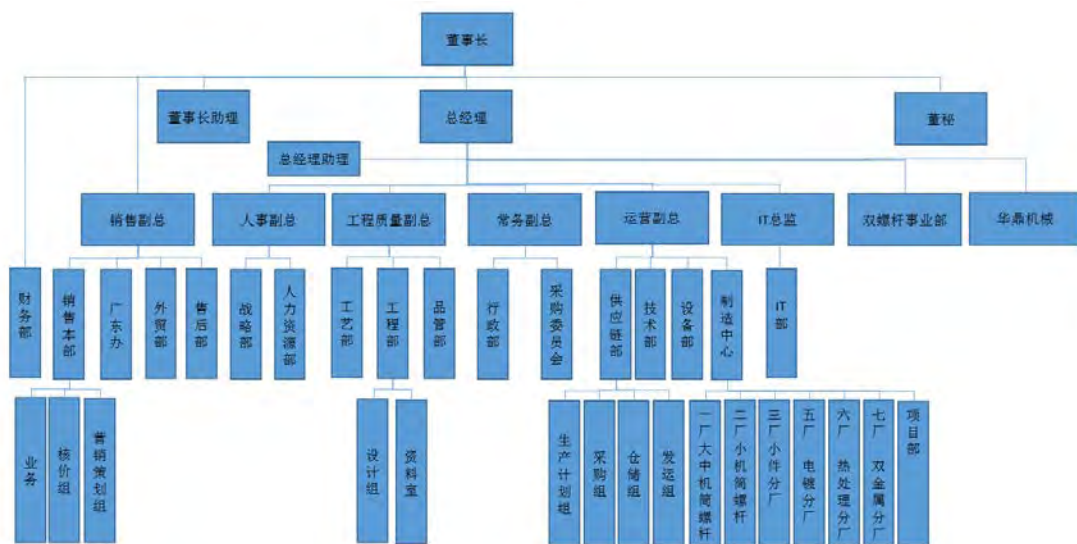 董事长
董事长助理
总经理
董秘
总经理助理
销售副总
人事副总
工程质量副总
常务副总
运营副总
IT总监
双螺杆事业部
华鼎机械
财务部
销售本部
广东办
外贸部
售后部
战略部
人力资源部
工艺部
工程部
品管部
行政部
采购委员会
供应链部
技术部
设备部
制造中心
IT部
业务
核价组
营销策划组
设计组
资料室
生产计划组
采购组
仓储组
发运组
一厂大中机筒螺杆
二厂小机筒螺杆
三厂小件分厂
五厂 电镀分厂
六厂 热处理分厂
七厂 双金属分厂
项目部